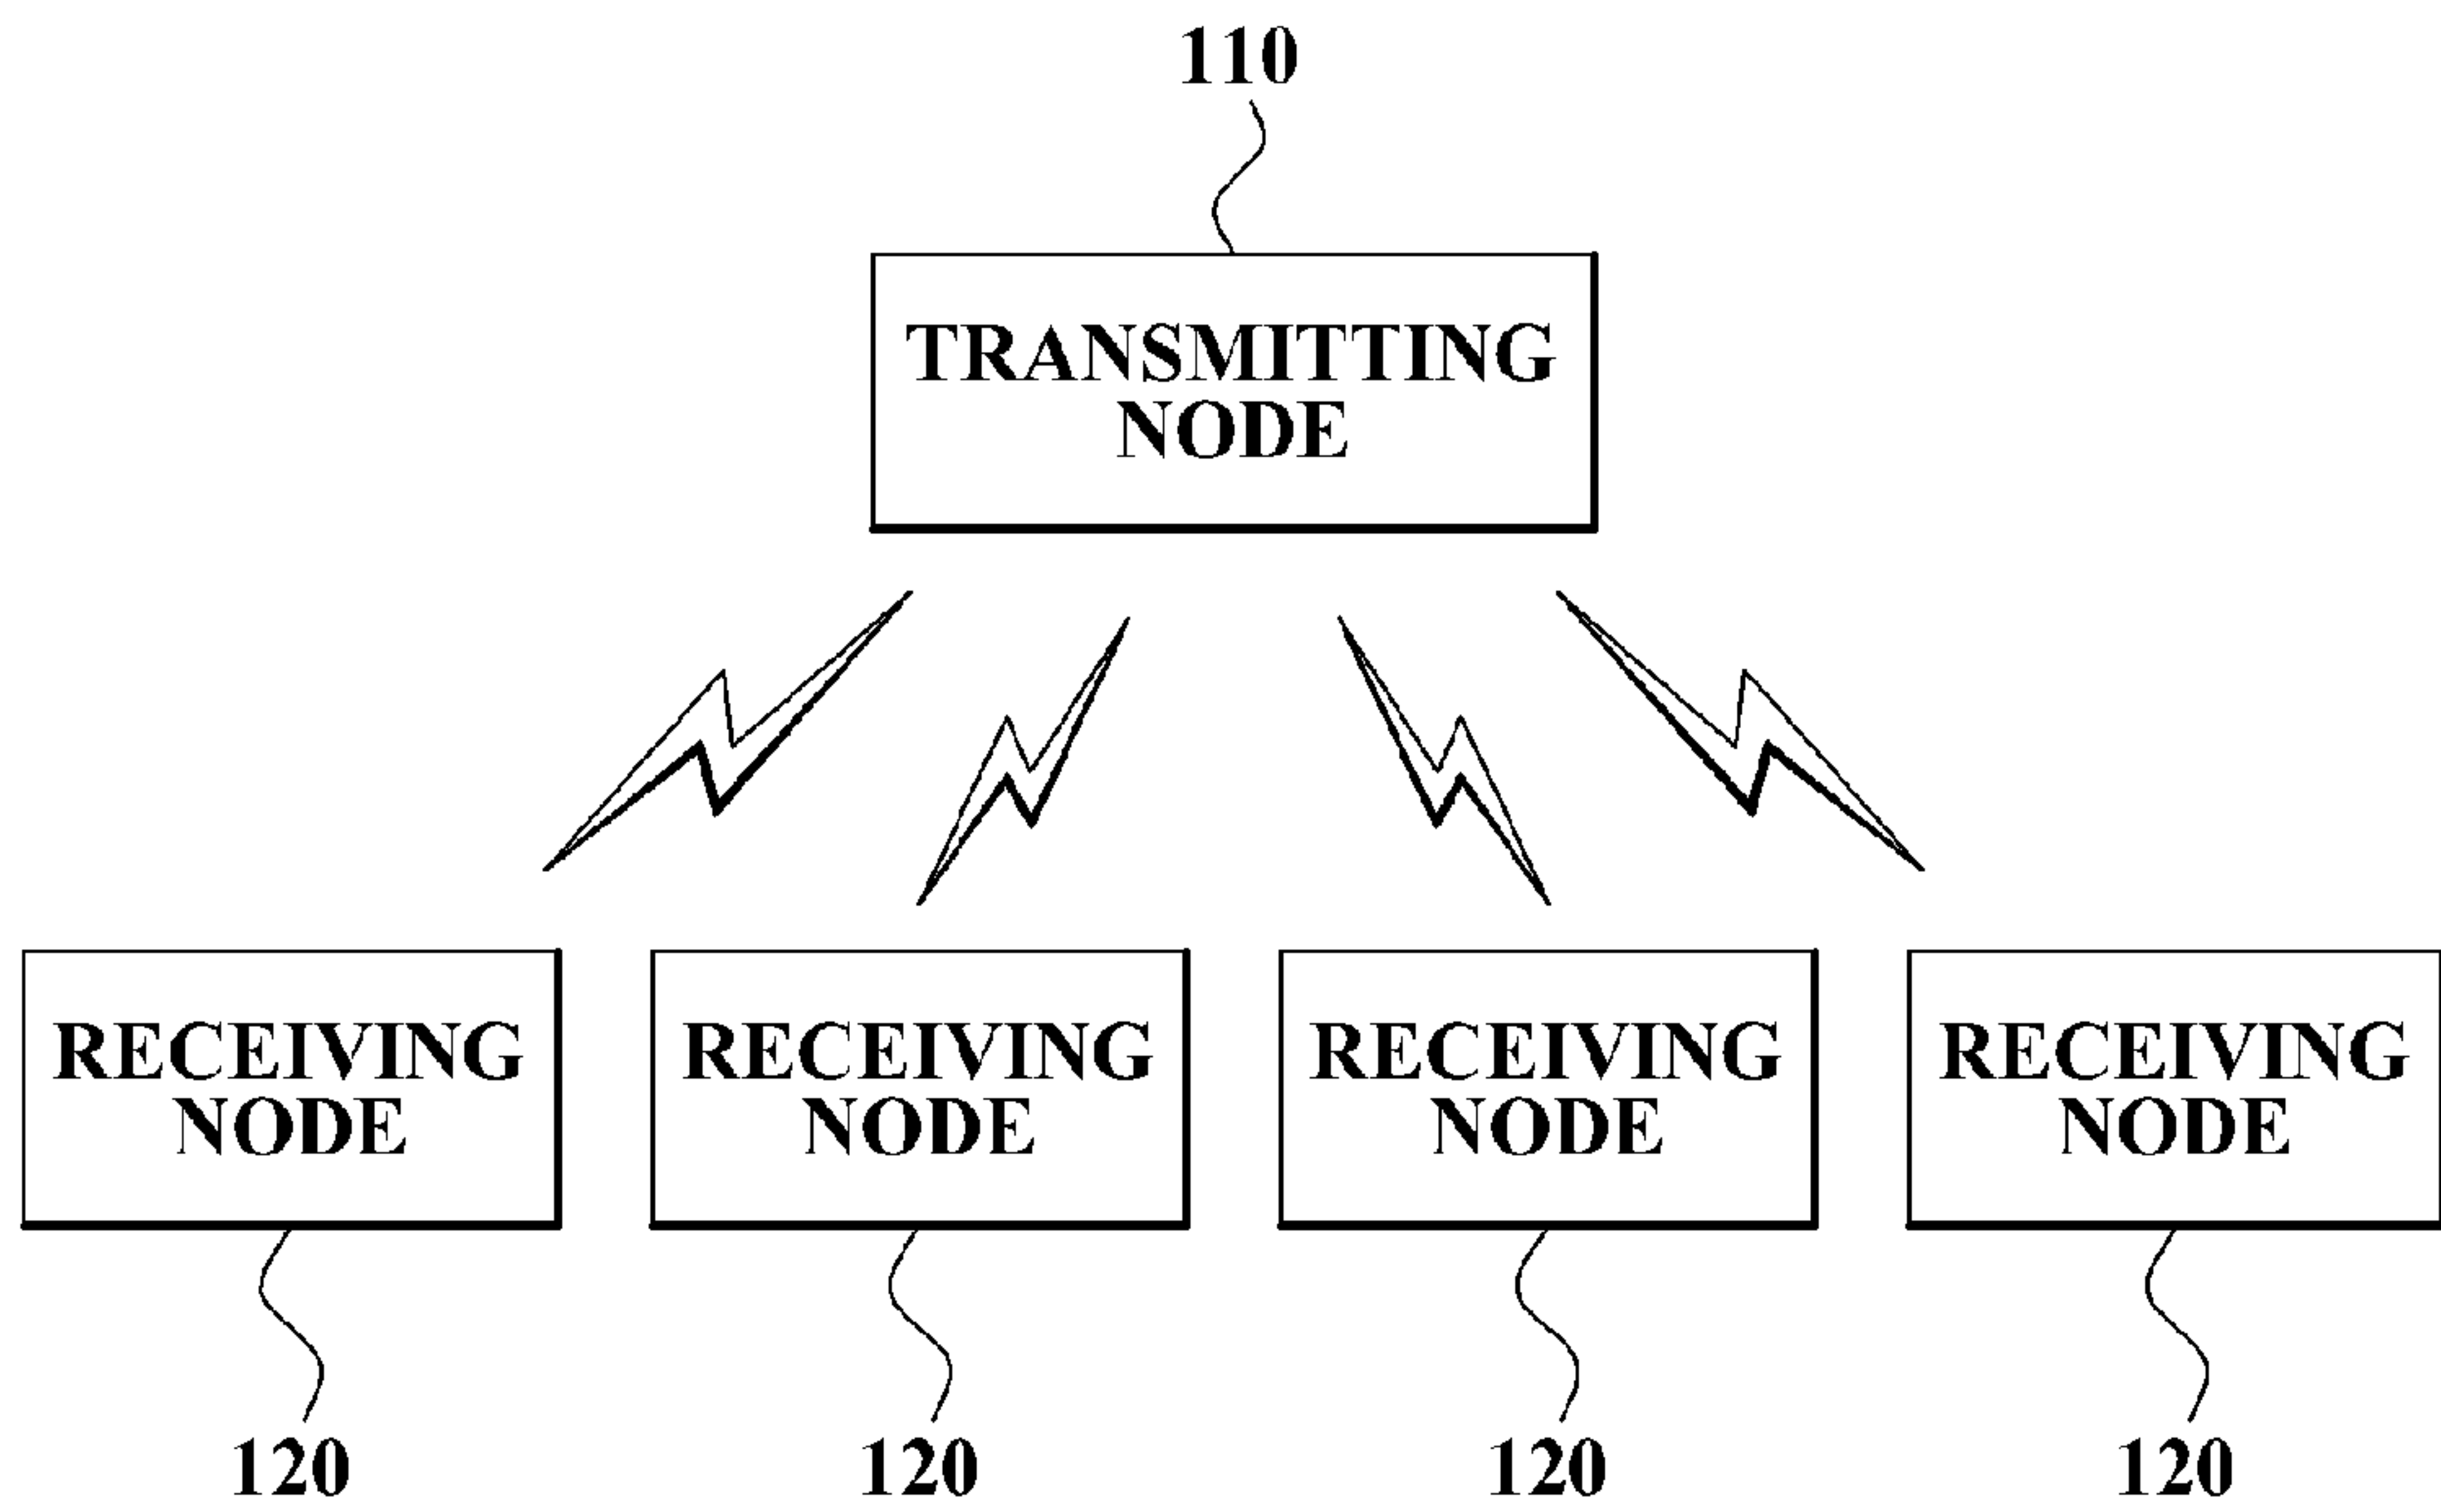 110
TRANSMITTING
NODE
RECEIVING
NODE
RECEIVING
NODE
RECEIVING
NODE
RECEIVING
NODE
120
120
120
120